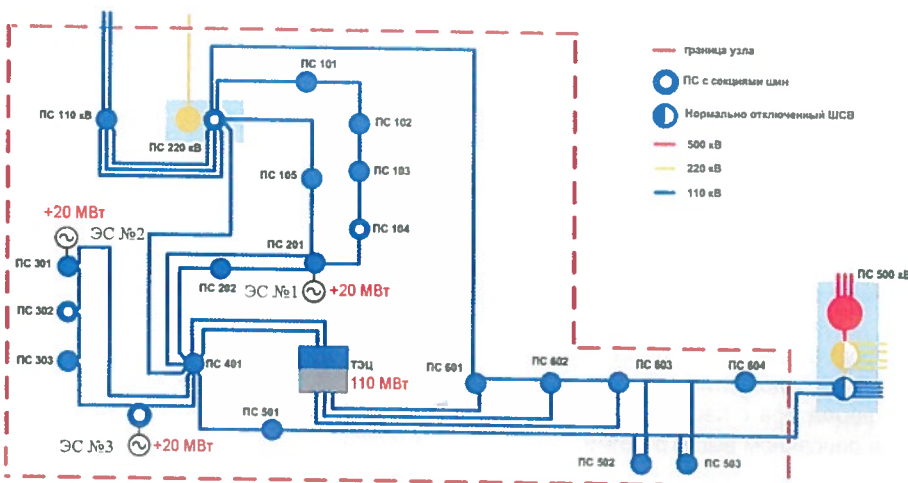 ПС 101
граница узла
ПС с секциями шин
ПС 110 кВ
ПС 102
Нормально отключенный ШСВ
ПС 220 кВ
500 кВ
220 кВ
ПС 105
ПС 103
110 кВ
+20 МВт
ЭС №2
ПС 104
ПС 201
ПС 301
ПС 202
ЭС №1
+20 МВт
ПС 500 кВ
ПС 302
ПС 303
ПС 401
ТЭЦ
110 МВт
ПС 601
ПС 602
ПС 603
ПС 604
ПС 501
ЭС №3
+20 МВт
ПС 502
ПС 503